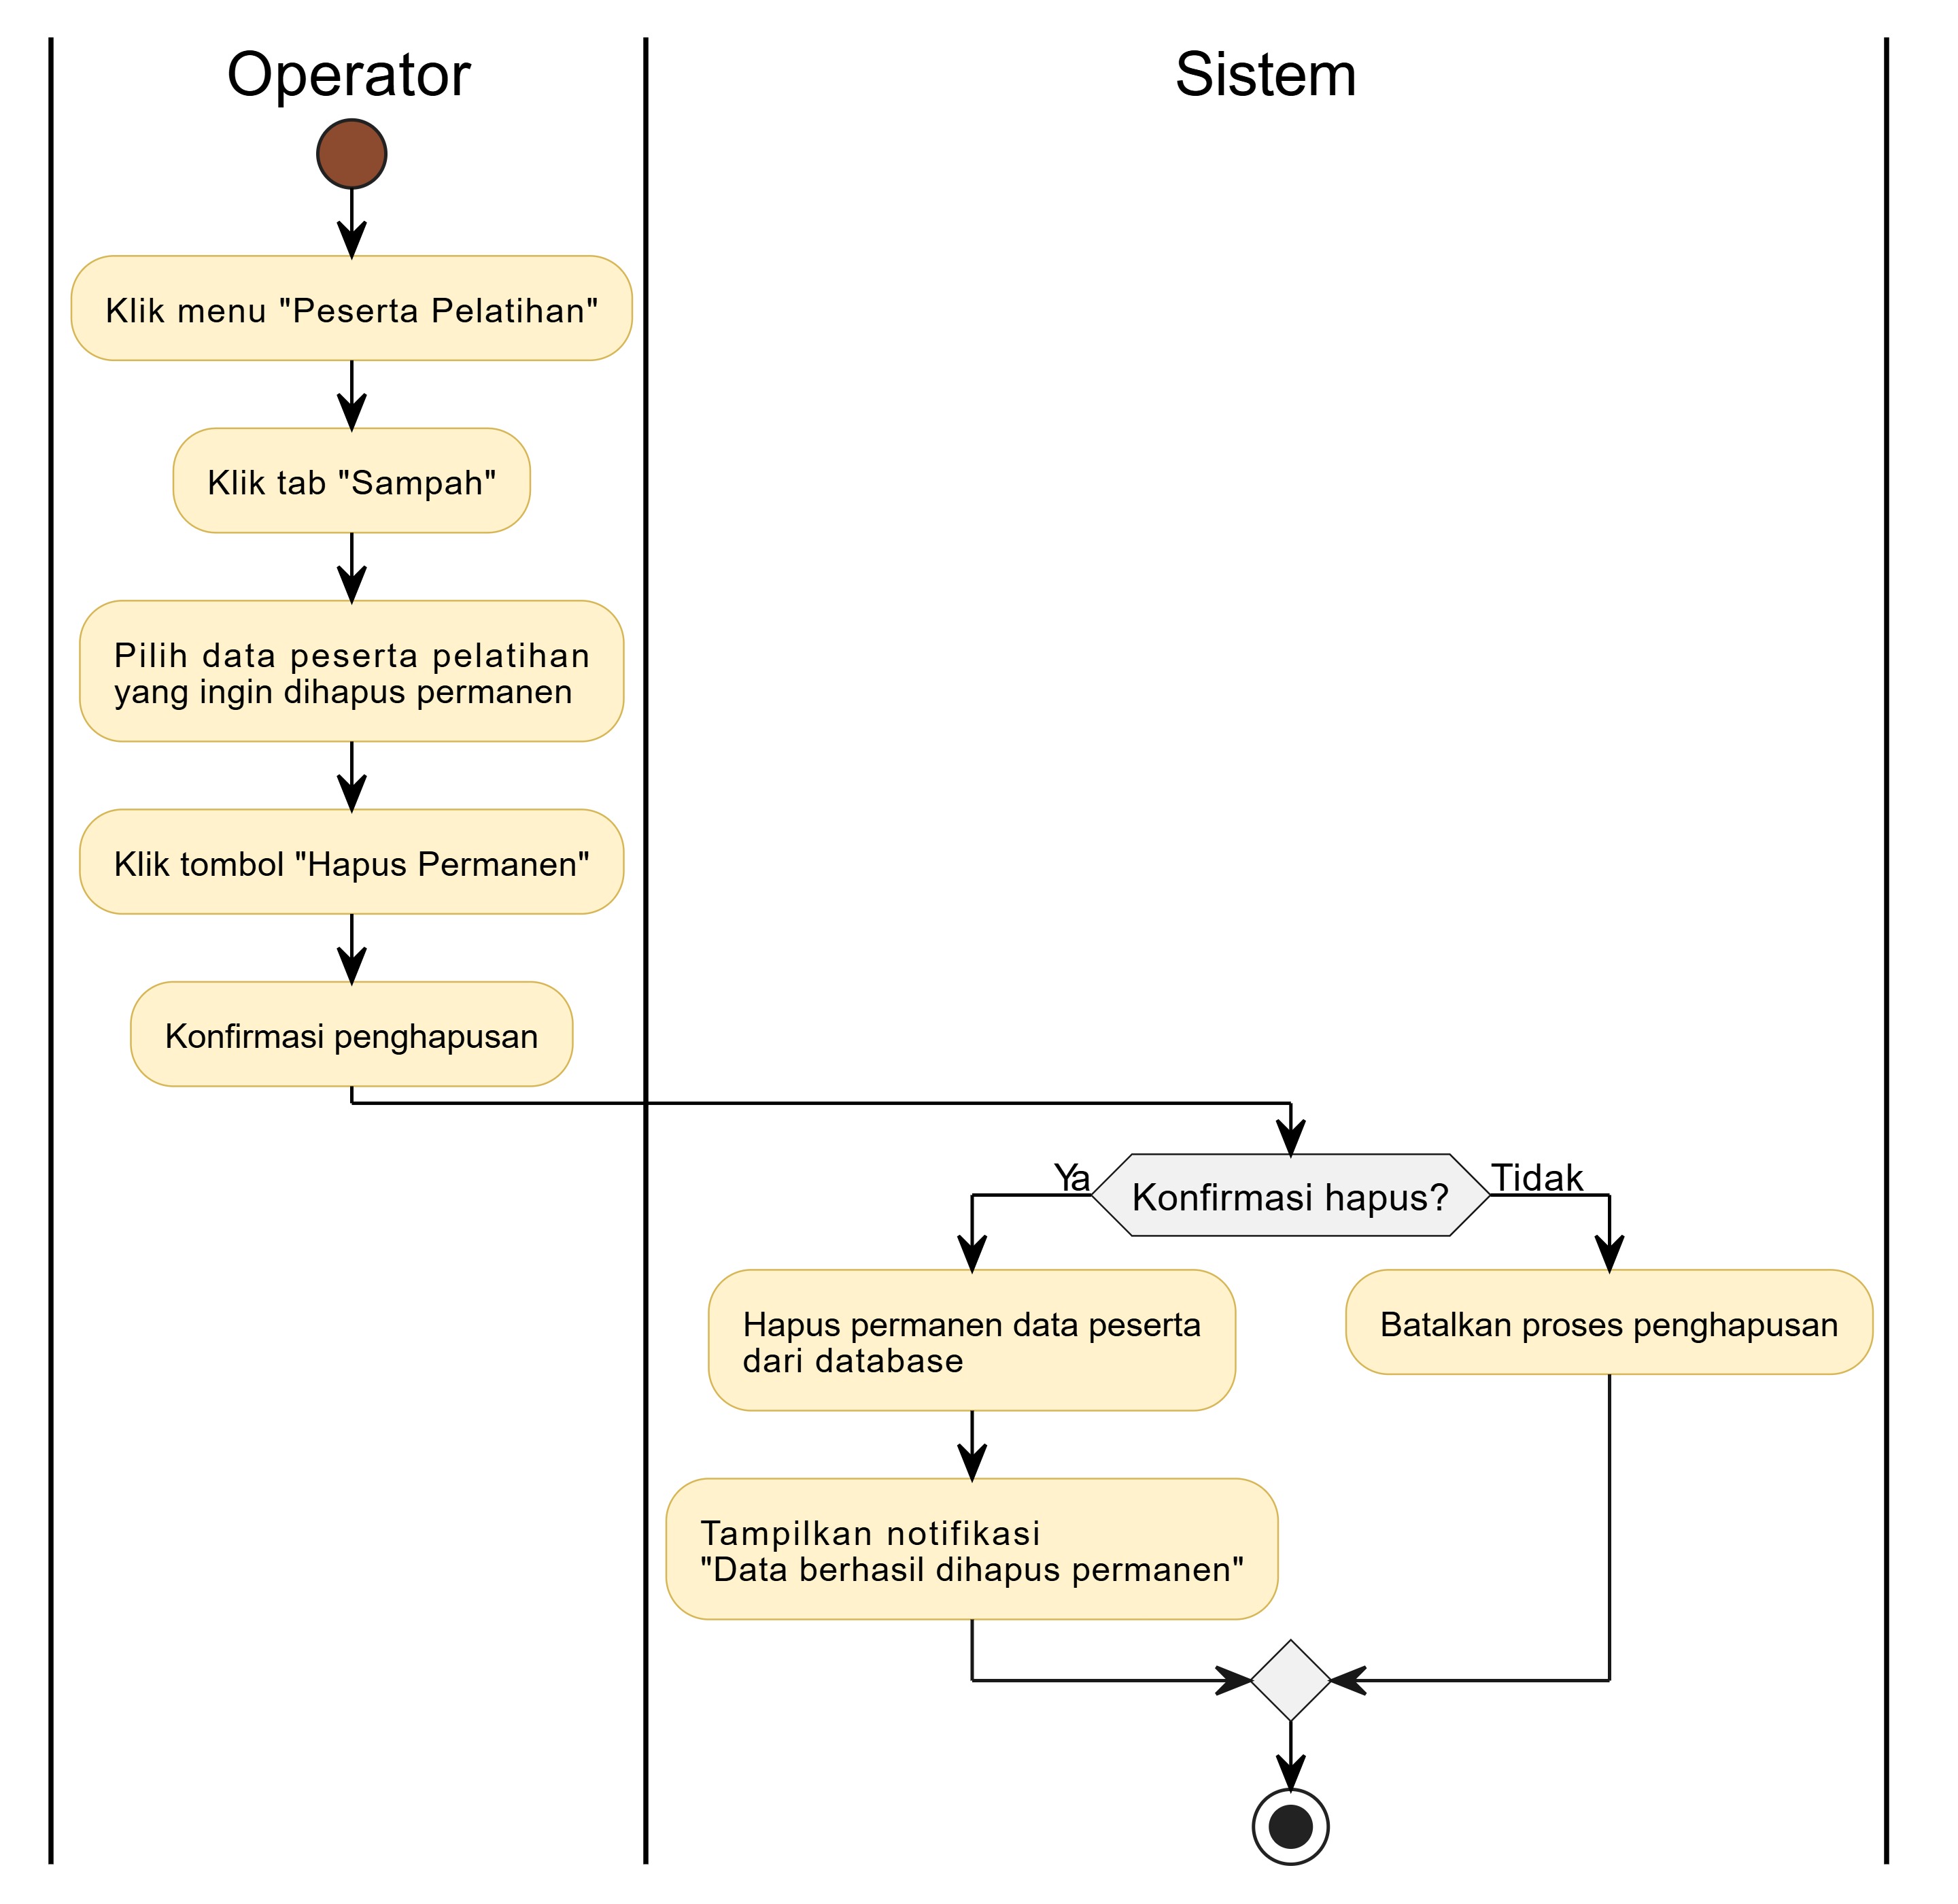 Operator
Sistem
Klik menu "Peserta Pelatihan"
Klik tab "Sampah"
Pilih data peserta pelatihan
yang ingin dihapus permanen
Klik tombol "Hapus Permanen"
Konfirmasi penghapusan
Ya
Konfirmasi hapus?
Tidak
Hapus permanen data peserta
dari database
Batalkan proses penghapusan
Tampilkan notifikasi
"Data berhasil dihapus permanen"